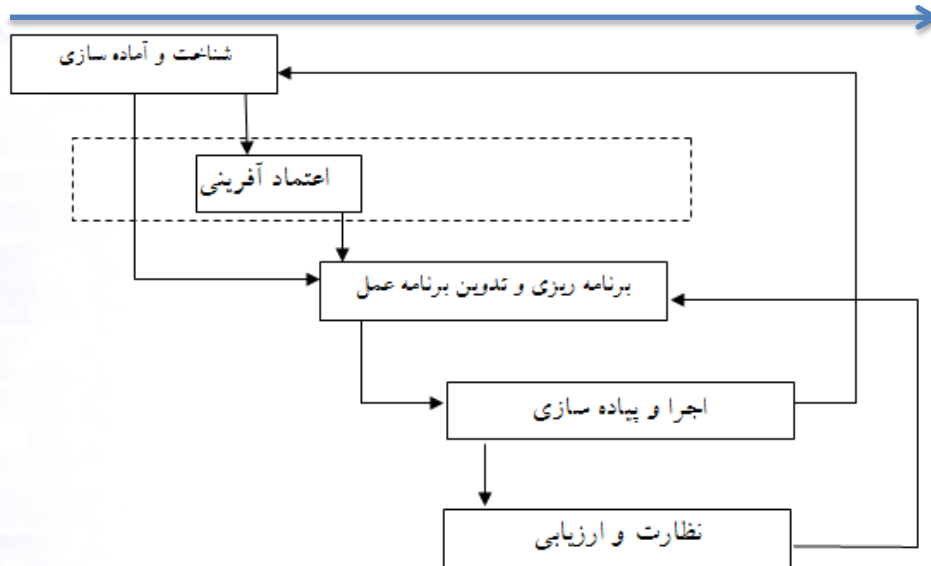 شناخت و آماده سازی
اعتماد آفرینی
برنامه ریزی و تدوین برنامه عمل
اجرا و پیاده سازی
نظارت و ارزیابی